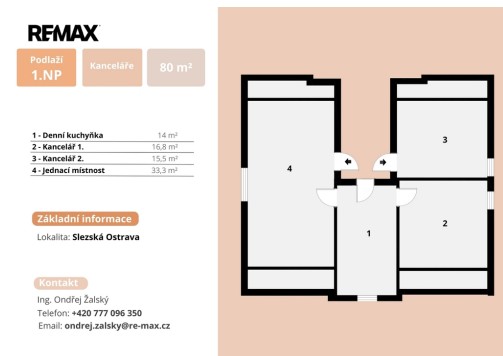 RE/MAX
Podlaží
1.NP
Kanceláře
80 m²
1 - Denní kuchyňka 14 m²
2 - Kancelář 1. 16,8 m²
3 - Kancelář 2. 15,5 m²
4 - Jednací místnost 33,3 m²
Základní informace
Lokalita: Slezská Ostrava
Kontakt
Ing. Ondřej Žalský
Telefon: +420 777 096 350
Email: ondrej.zalsky@re-max.cz
3
4
2
1